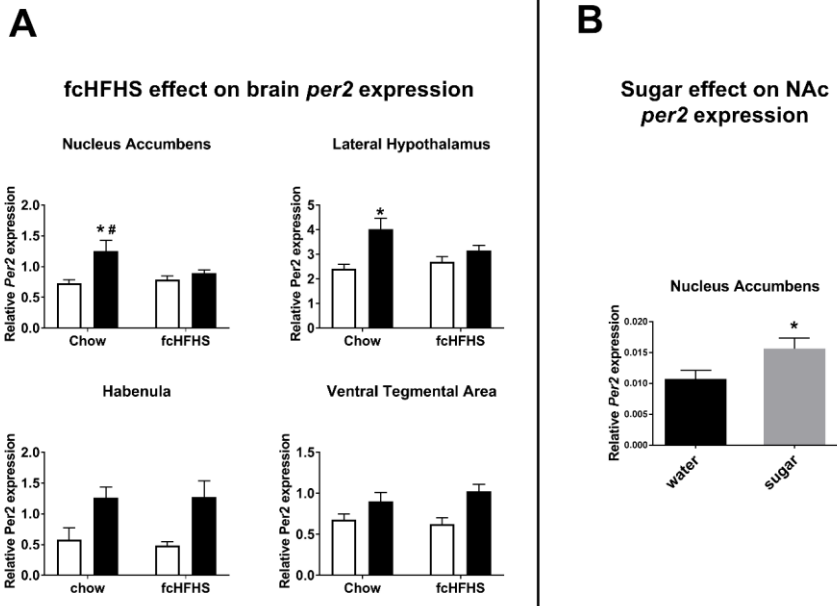 A
fcHFHS effect on brain per2 expression
Nucleus Accumbens
Relative Per2 expression
2.0
1.5
1.0
0.5
0.0
* #
Chow
fcHFHS
Lateral Hypothalamus
Relative Per2 expression
5
4
3
2
1
0
*
Chow
fcHFHS
Habenula
Relative Per2 expression
2.0
1.5
1.0
0.5
0.0
chow
fcHFHS
Ventral Tegmental Area
Relative Per2 expression
1.5
1.0
0.5
0.0
Chow
fcHFHS
B
Sugar effect on NAc
per2 expression
Nucleus Accumbens
Relative Per2 expression
0.020
0.015
0.010
0.005
0.000
*
water
sugar